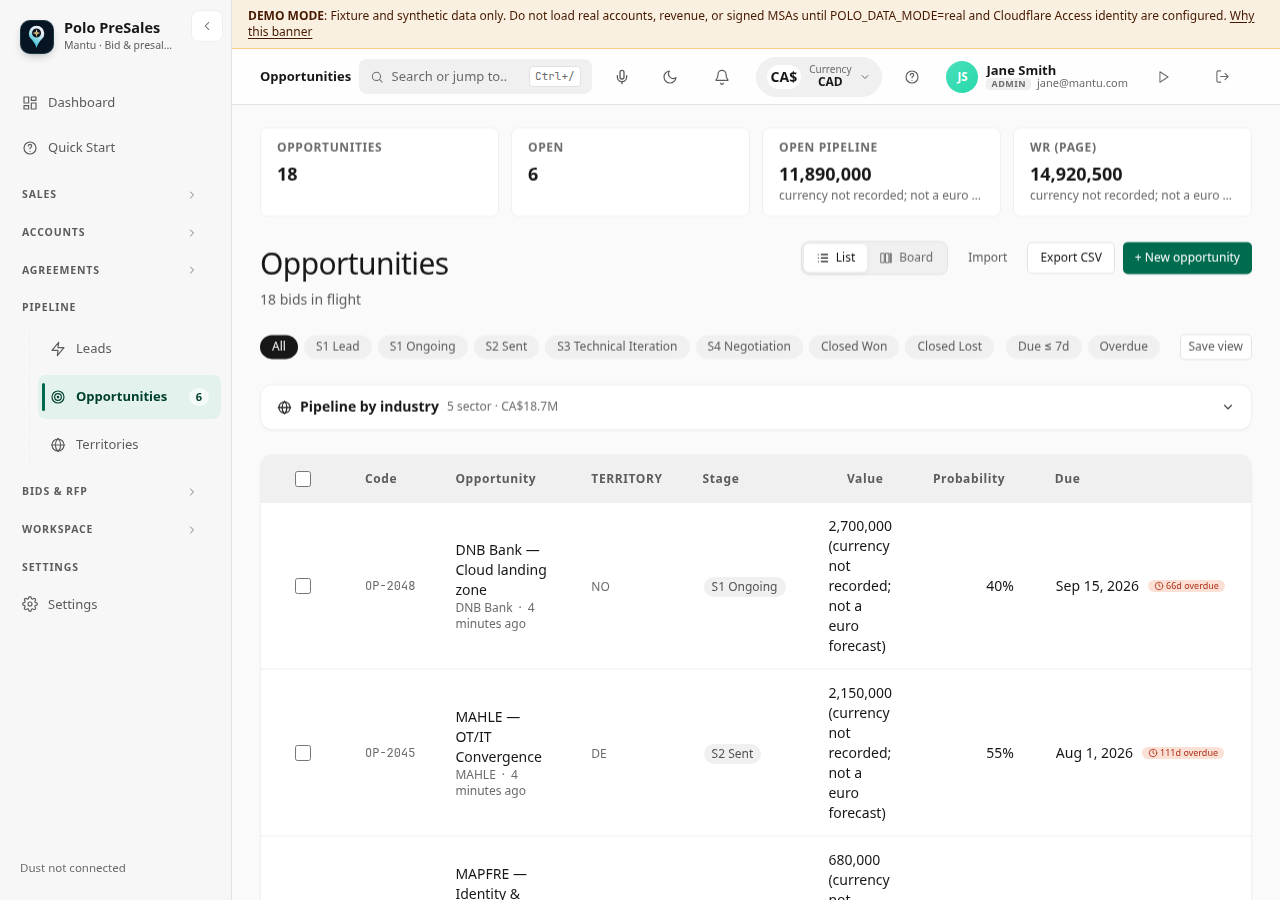 Polo PreSales
Mantu · Bid & presal...
Dashboard
Quick Start
SALES
ACCOUNTS
AGREEMENTS
PIPELINE
Leads
Opportunities 6
Territories
BIDS & RFP
WORKSPACE
SETTINGS
Settings
Dust not connected
DEMO MODE: Fixture and synthetic data only. Do not load real accounts, revenue, or signed MSAs until POLO_DATA_MODE=real and Cloudflare Access identity are configured. Why
this banner
Opportunities
Search or jump to..
Ctrl+/
CA$
Currency
CAD
JS
Jane Smith
ADMIN jane@mantu.com
OPPORTUNITIES
18
OPEN
6
OPEN PIPELINE
11,890,000
currency not recorded; not a euro ...
WR (PAGE)
14,920,500
currency not recorded; not a euro ...
Opportunities
18 bids in flight
List
Board
Import
Export CSV
+ New opportunity
All
S1 Lead
S1 Ongoing
S2 Sent
S3 Technical Iteration
S4 Negotiation
Closed Won
Closed Lost
Due ≤ 7d
Overdue
Save view
Pipeline by industry 5 sector · CA$18.7M
Code
Opportunity
TERRITORY
Stage
Value
Probability
Due
OP-2048
DNB Bank —
Cloud landing
zone
DNB Bank · 4
minutes ago
NO
S1 Ongoing
2,700,000
(currency
not
recorded;
not a
euro
forecast)
40%
Sep 15, 2026
66d overdue
OP-2045
MAHLE —
OT/IT
Convergence
MAHLE · 4
minutes ago
DE
S2 Sent
2,150,000
(currency
not
recorded;
not a
euro
forecast)
55%
Aug 1, 2026
111d overdue
MAPFRE —
Identity &
680,000
(currency
not